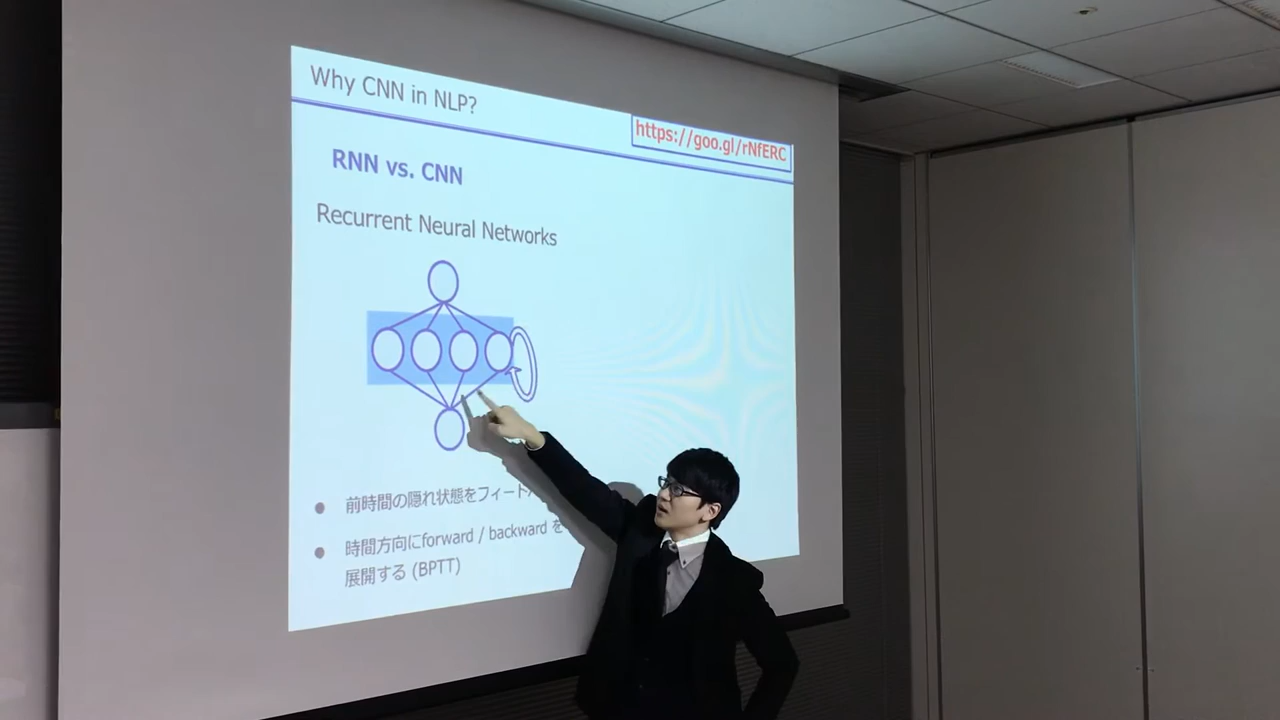 Why CNN in NLP?
https://goo.gl/rNfERC
RNN vs. CNN
Recurrent Neural Networks
● 前時間の隠れ状態をフィード
● 時間方向にforward / backward を
展開する (BPTT)